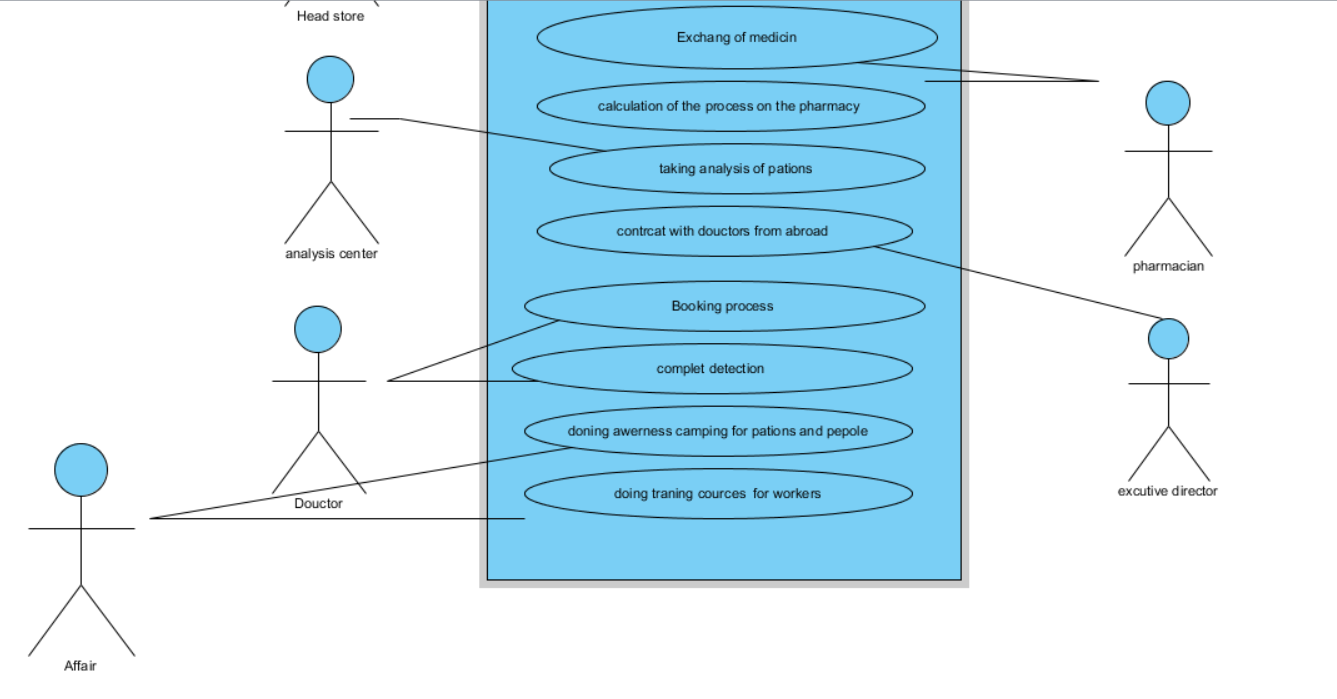 Head store
Exchang of medicin
calculation of the process on the pharmacy
taking analysis of pations
contrcat with douctors from abroad
analysis center
pharmacian
Booking process
complet detection
doning awerness camping for pations and pepole
doing traning cources for workers
excutive director
Douctor
Affair